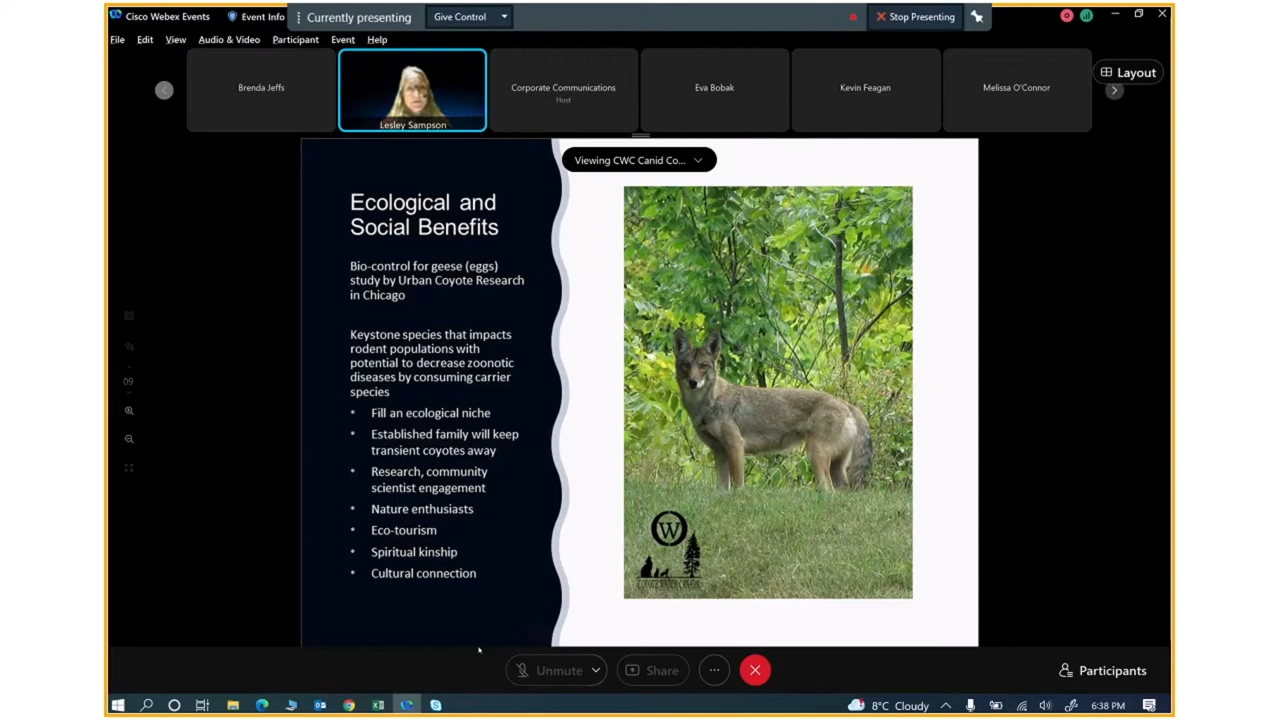 Cisco Webex Events
Event Info
Currently presenting
Give Control
Stop Presenting
File
Edit
View
Audio & Video
Participant
Event
Help
Brenda Jeffs
Lesley Sampson
Corporate Communications
Host
Eva Bobak
Kevin Feagan
Melissa O'Connor
Layout
Viewing CWC Canid Co...
Ecological and
Social Benefits
Bio-control for geese (eggs)
study by Urban Coyote Research
in Chicago
Keystone species that impacts
rodent populations with
potential to decrease zoonotic
diseases by consuming carrier
species
• Fill an ecological niche
• Established family will keep
transient coyotes away
• Research, community
scientist engagement
• Nature enthusiasts
• Eco-tourism
• Spiritual kinship
• Cultural connection
W
COYOTE WATCH CANADA
09
Unmute
Share
Participants
8°C Cloudy
6:38 PM